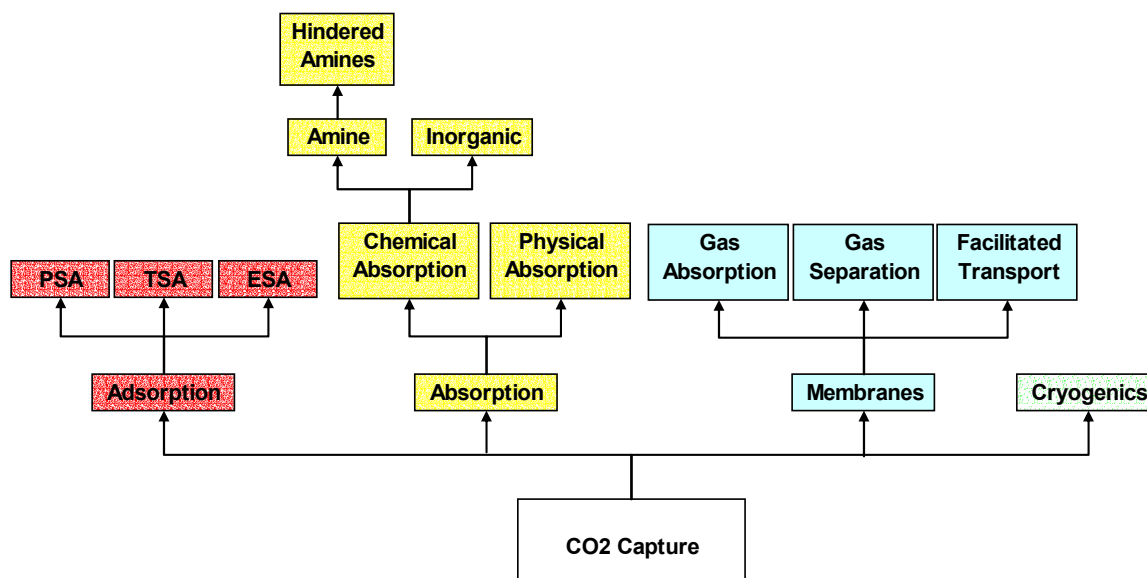 Hindered
Amines
Amine
Inorganic
Chemical
Absorption
Physical
Absorption
Gas
Absorption
Gas
Separation
Facilitated
Transport
PSA
TSA
ESA
Adsorption
Absorption
Membranes
Cryogenics
CO2 Capture